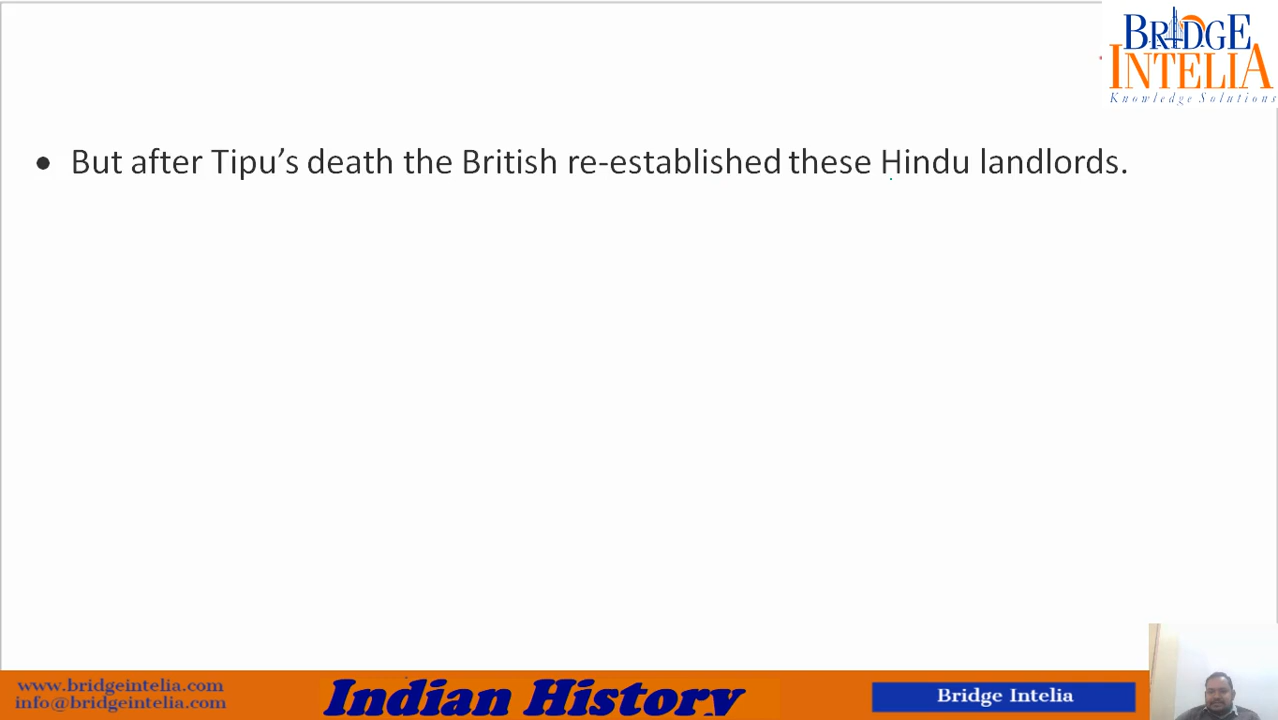 BRIDGE
INTELIA
Knowledge Solutions
• But after Tipu’s death the British re-established these Hindu landlords.
www.bridgeintelia.com
info@bridgeintelia.com
Indian History
Bridge Intelia